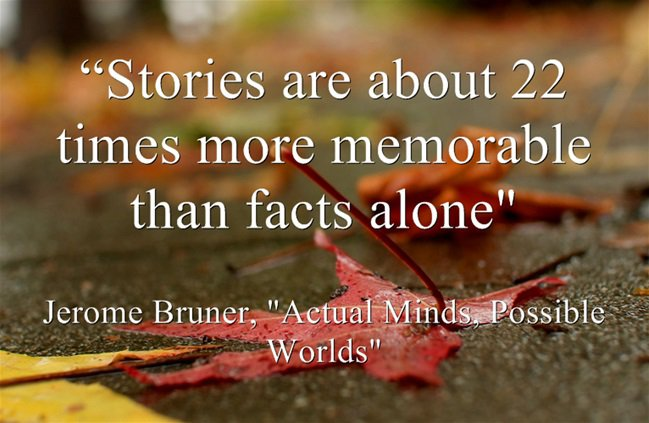 “Stories are about 22
times more memorable
than facts alone"
Jerome Bruner, "Actual Minds, Possible
Worlds"